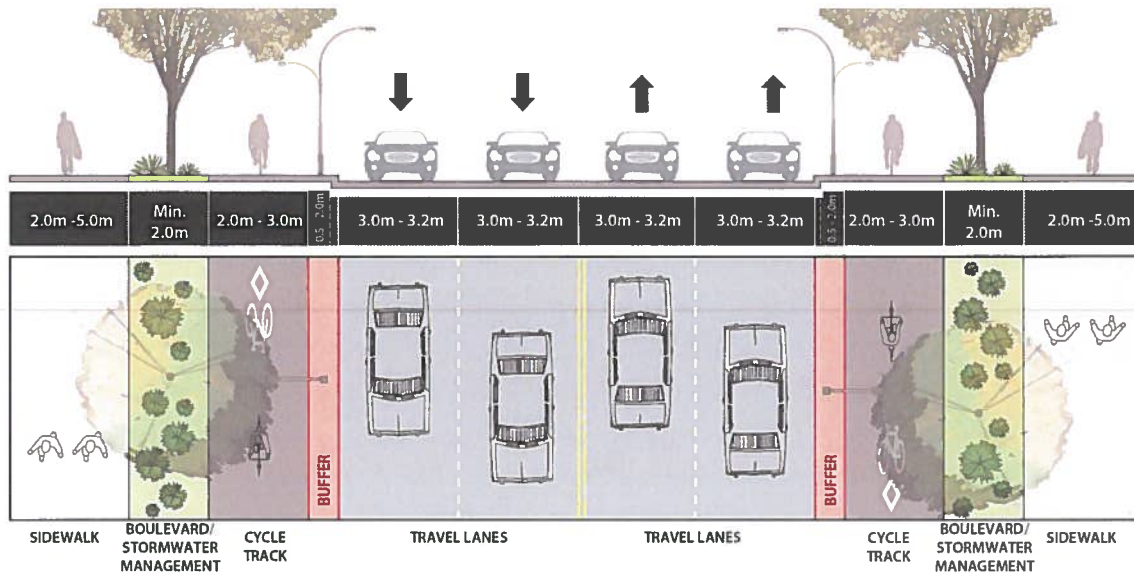 2.0m -5.0m
Min.
2.0m
2.0m - 3.0m
0.5 - 2.0m
3.0m - 3.2m
3.0m - 3.2m
3.0m - 3.2m
3.0m - 3.2m
0.5 - 2.0m
2.0m - 3.0m
Min.
2.0m
2.0m -5.0m
BUFFER
BUFFER
SIDEWALK
BOULEVARD/
STORMWATER
MANAGEMENT
CYCLE
TRACK
TRAVEL LANES
TRAVEL LANES
CYCLE
TRACK
BOULEVARD/
STORMWATER
MANAGEMENT
SIDEWALK